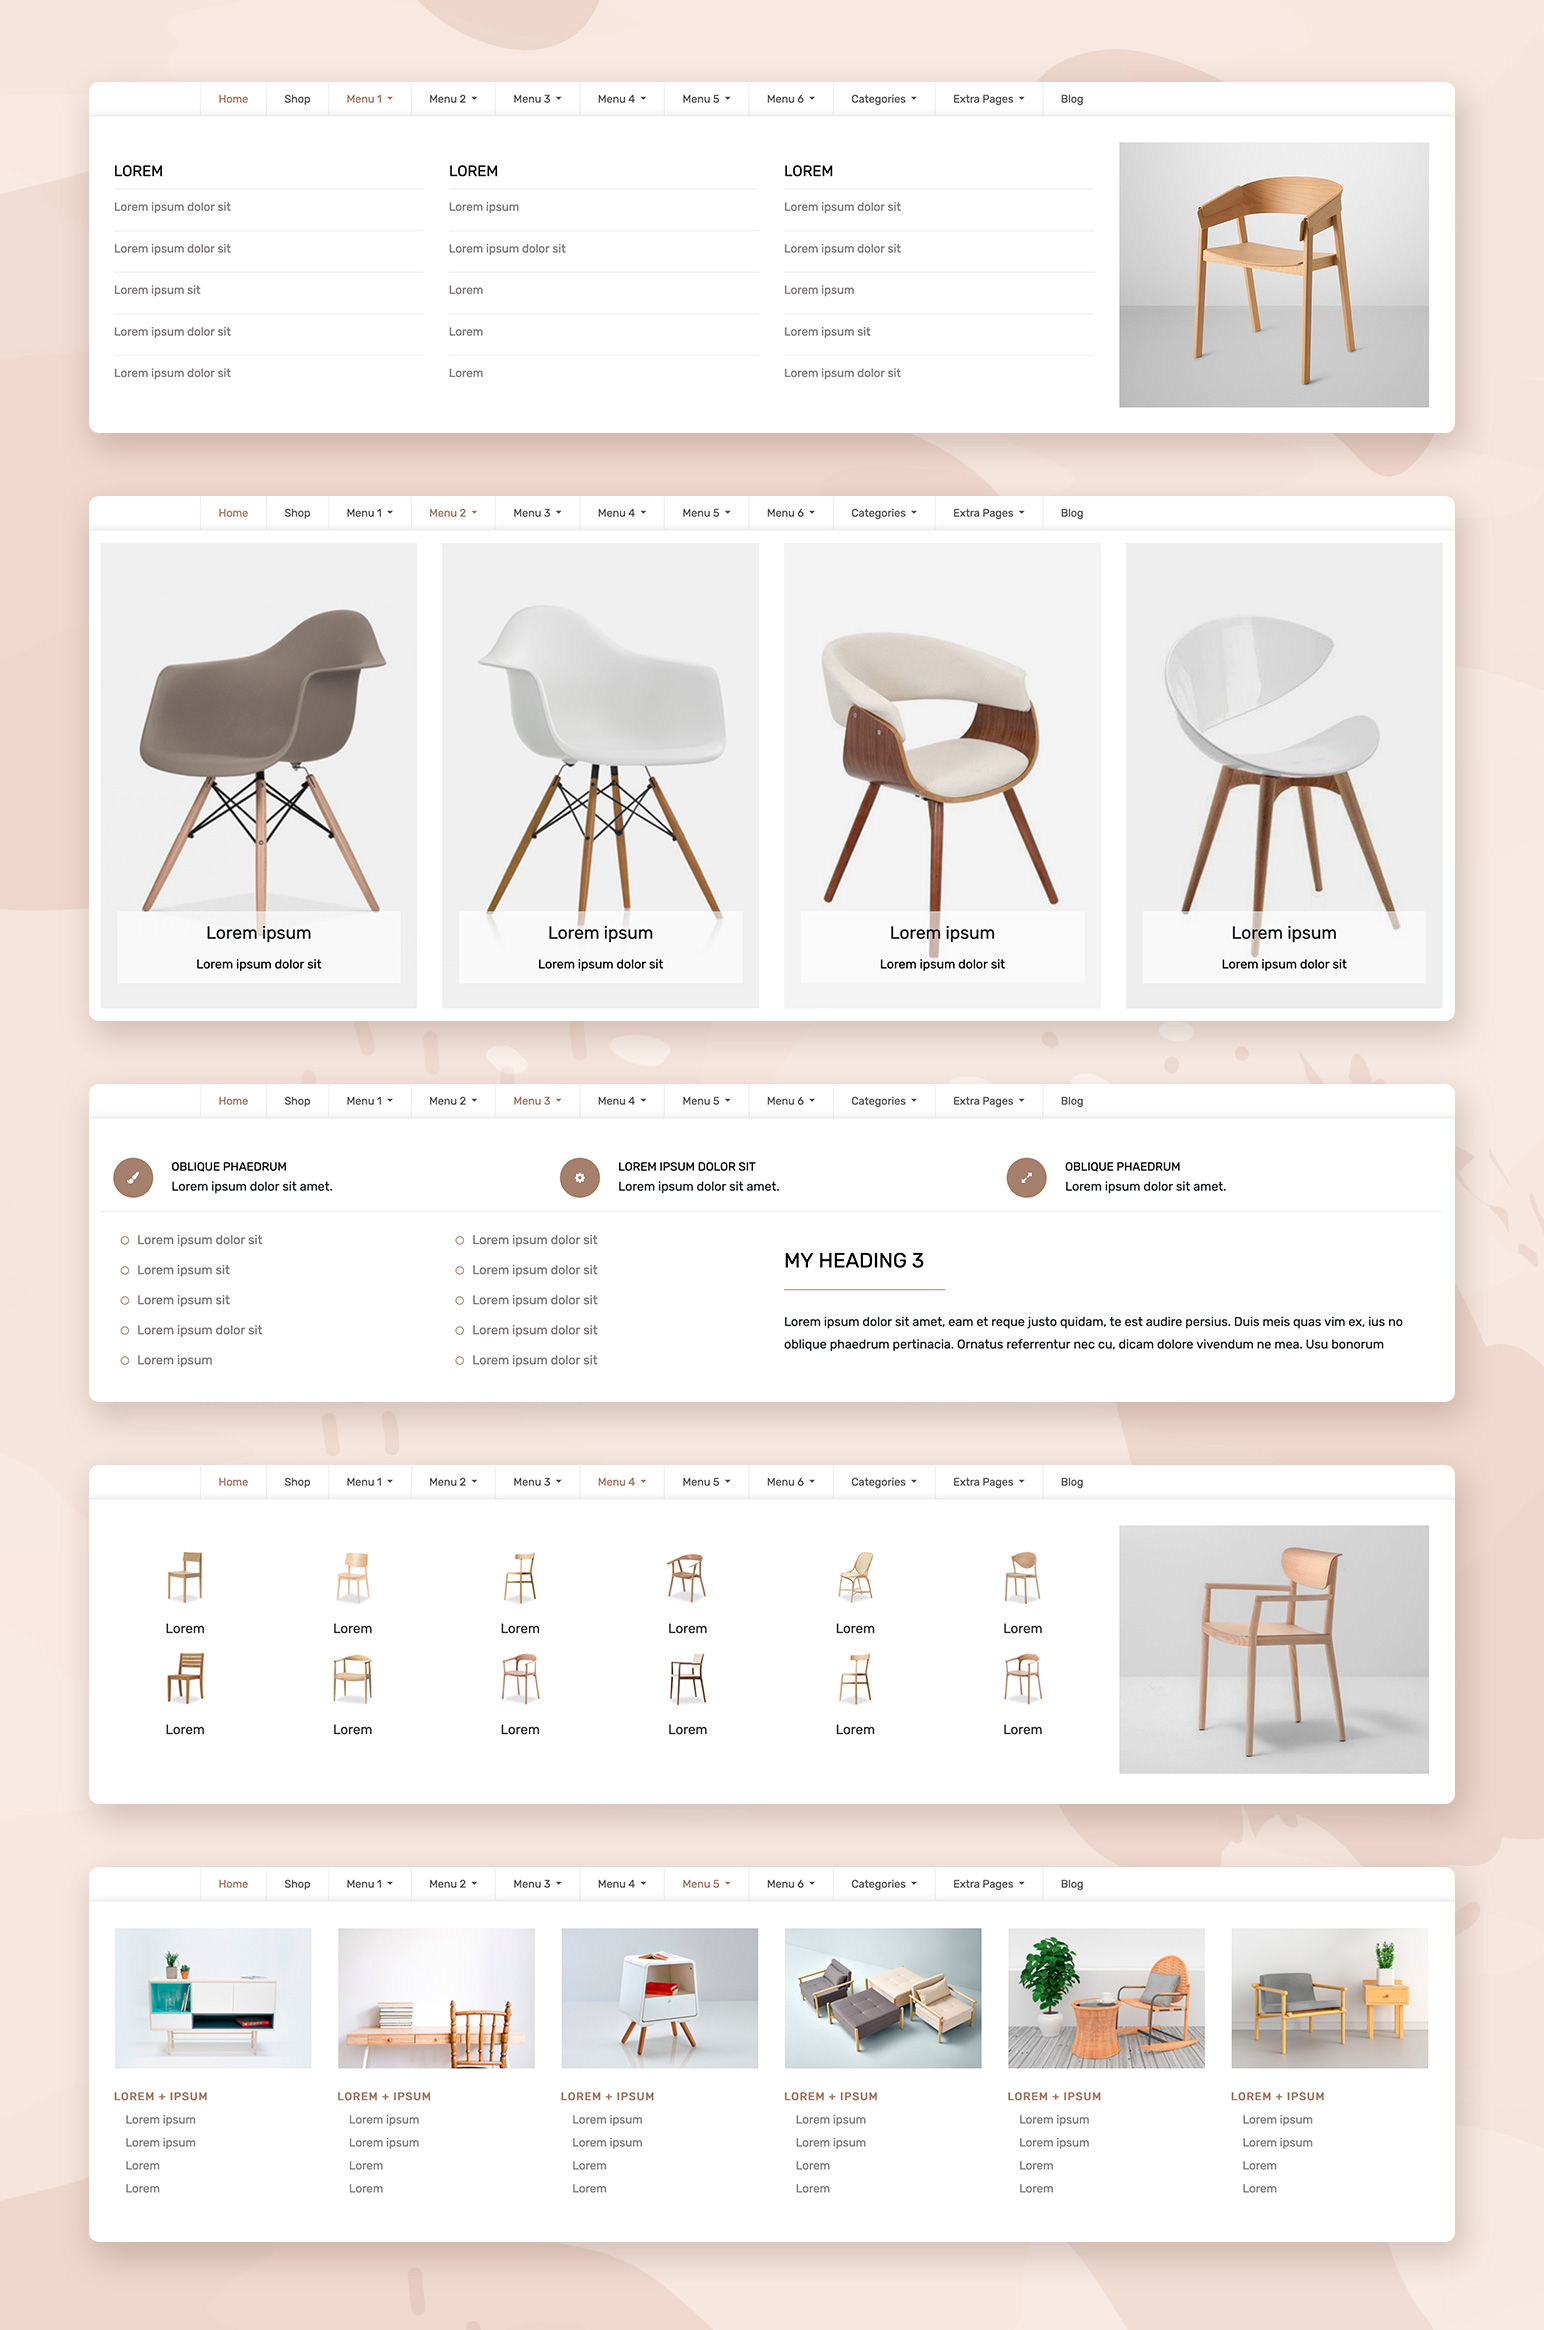 Home Shop Menu 1 Menu 2 Menu 3 Menu 4 Menu 5 Menu 6 Categories Extra Pages Blog
LOREM LOREM LOREM
Lorem ipsum dolor sit Lorem ipsum Lorem ipsum dolor sit
Lorem ipsum dolor sit Lorem ipsum dolor sit Lorem ipsum dolor sit
Lorem ipsum sit Lorem Lorem ipsum
Lorem ipsum dolor sit Lorem Lorem ipsum sit
Lorem ipsum dolor sit Lorem Lorem ipsum dolor sit
Home Shop Menu 1 Menu 2 Menu 3 Menu 4 Menu 5 Menu 6 Categories Extra Pages Blog
Lorem ipsum Lorem ipsum Lorem ipsum Lorem ipsum
Lorem ipsum dolor sit Lorem ipsum dolor sit Lorem ipsum dolor sit Lorem ipsum dolor sit
Home Shop Menu 1 Menu 2 Menu 3 Menu 4 Menu 5 Menu 6 Categories Extra Pages Blog
OBLIQUE PHAEDRUM LOREM IPSUM DOLOR SIT OBLIQUE PHAEDRUM
Lorem ipsum dolor sit amet. Lorem ipsum dolor sit amet. Lorem ipsum dolor sit amet.
Lorem ipsum dolor sit Lorem ipsum dolor sit
Lorem ipsum sit Lorem ipsum dolor sit
Lorem ipsum sit Lorem ipsum dolor sit
Lorem ipsum dolor sit Lorem ipsum dolor sit
Lorem ipsum Lorem ipsum dolor sit
MY HEADING 3
Lorem ipsum dolor sit amet, eam et reque justo quidam, te est audire persius. Duis meis quas vim ex, ius no
oblique phaedrum pertinacia. Ornatus referrentur nec cu, dicam dolore vivendum ne mea. Usu bonorum
Home Shop Menu 1 Menu 2 Menu 3 Menu 4 Menu 5 Menu 6 Categories Extra Pages Blog
Lorem Lorem Lorem Lorem Lorem Lorem
Lorem Lorem Lorem Lorem Lorem Lorem
Home Shop Menu 1 Menu 2 Menu 3 Menu 4 Menu 5 Menu 6 Categories Extra Pages Blog
LOREM + IPSUM LOREM + IPSUM LOREM + IPSUM LOREM + IPSUM LOREM + IPSUM LOREM + IPSUM
Lorem ipsum Lorem ipsum Lorem ipsum Lorem ipsum Lorem ipsum Lorem ipsum
Lorem ipsum Lorem ipsum Lorem ipsum Lorem ipsum Lorem ipsum Lorem ipsum
Lorem Lorem Lorem Lorem Lorem Lorem
Lorem Lorem Lorem Lorem Lorem Lorem